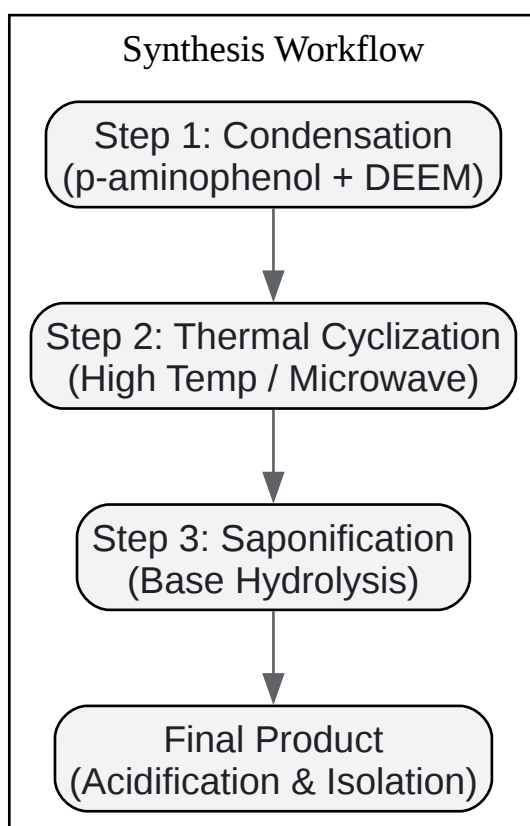 Synthesis Workflow
Step 1: Condensation
(p-aminophenol + DEEM)
Step 2: Thermal Cyclization
(High Temp / Microwave)
Step 3: Saponification
(Base Hydrolysis)
Final Product
(Acidification & Isolation)